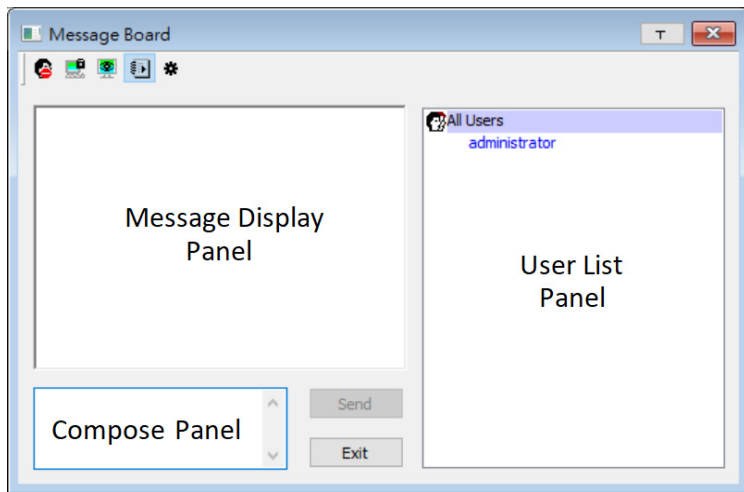 Message Board
T
All Users
administrator
Message Display
Panel
User List
Panel
Compose Panel
Send
Exit